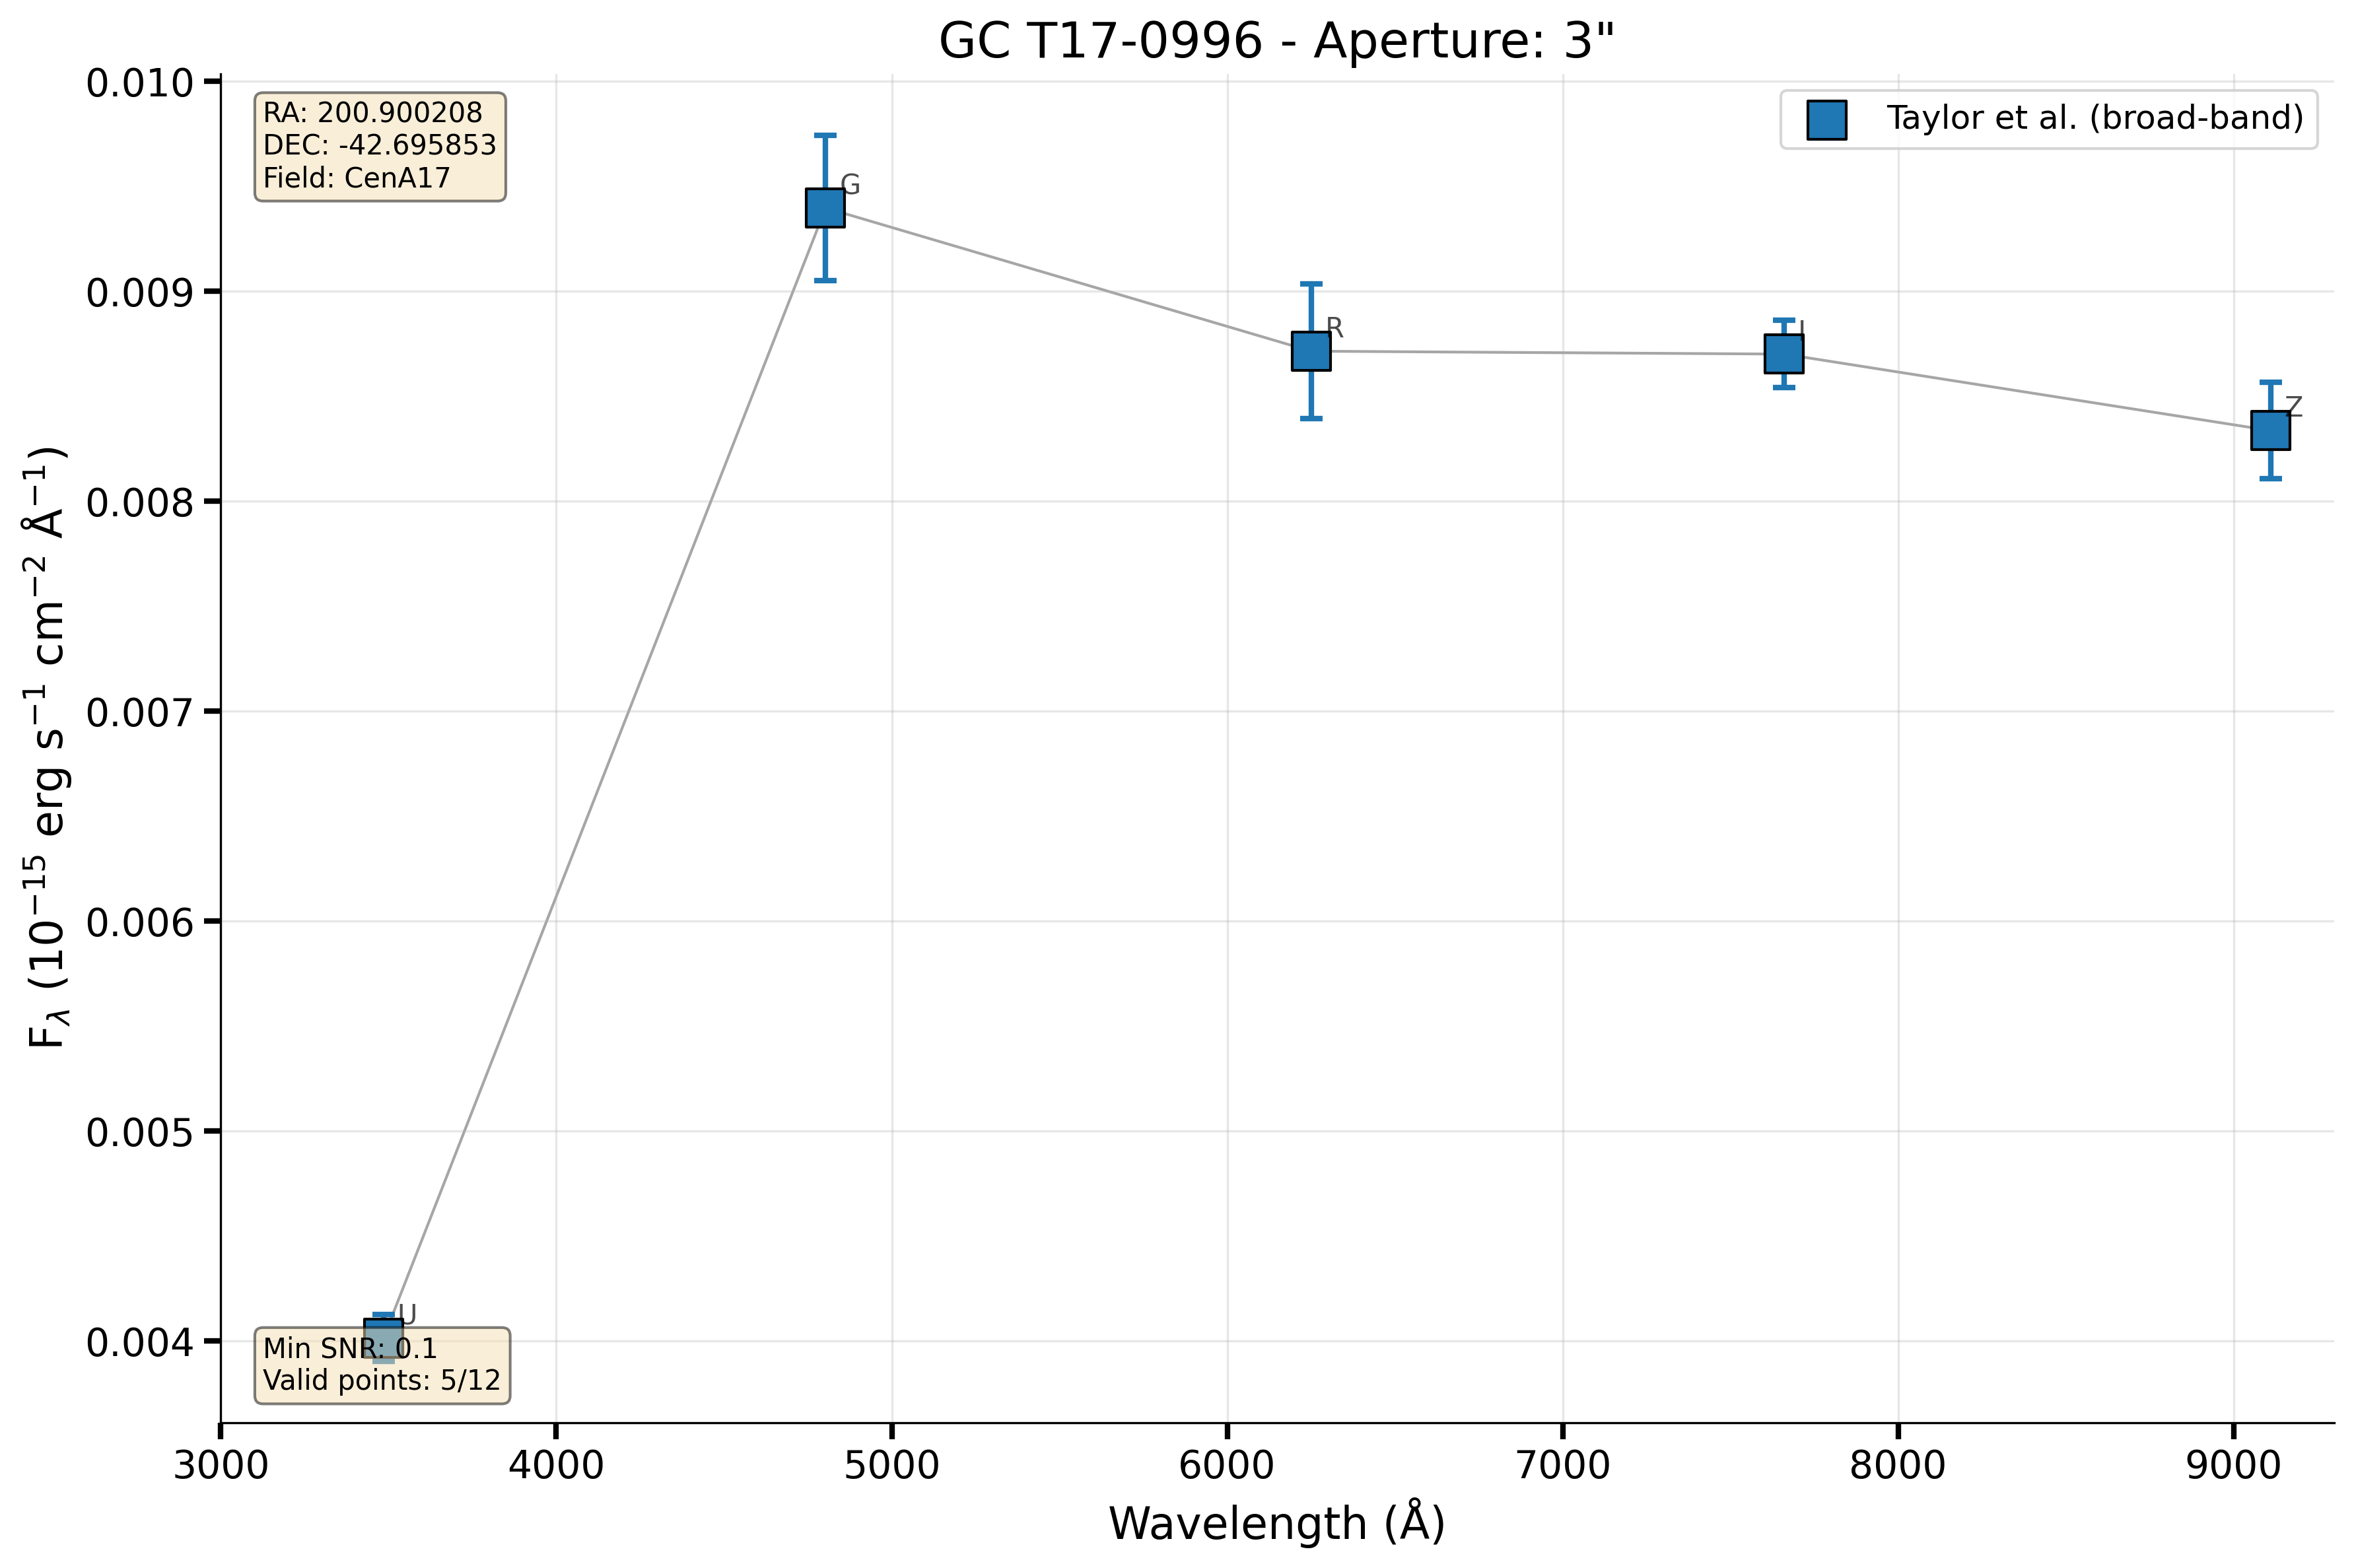 GC T17-0996 - Aperture: 3"
RA: 200.900208
DEC: -42.695853
Field: CenA17
Taylor et al. (broad-band)
G
R
I
Z
U
Min SNR: 0.1
Valid points: 5/12
0.010
0.009
0.008
0.007
0.006
0.005
0.004
F_λ (10⁻¹⁵ erg s⁻¹ cm⁻² Å⁻¹)
3000 4000 5000 6000 7000 8000 9000
Wavelength (Å)